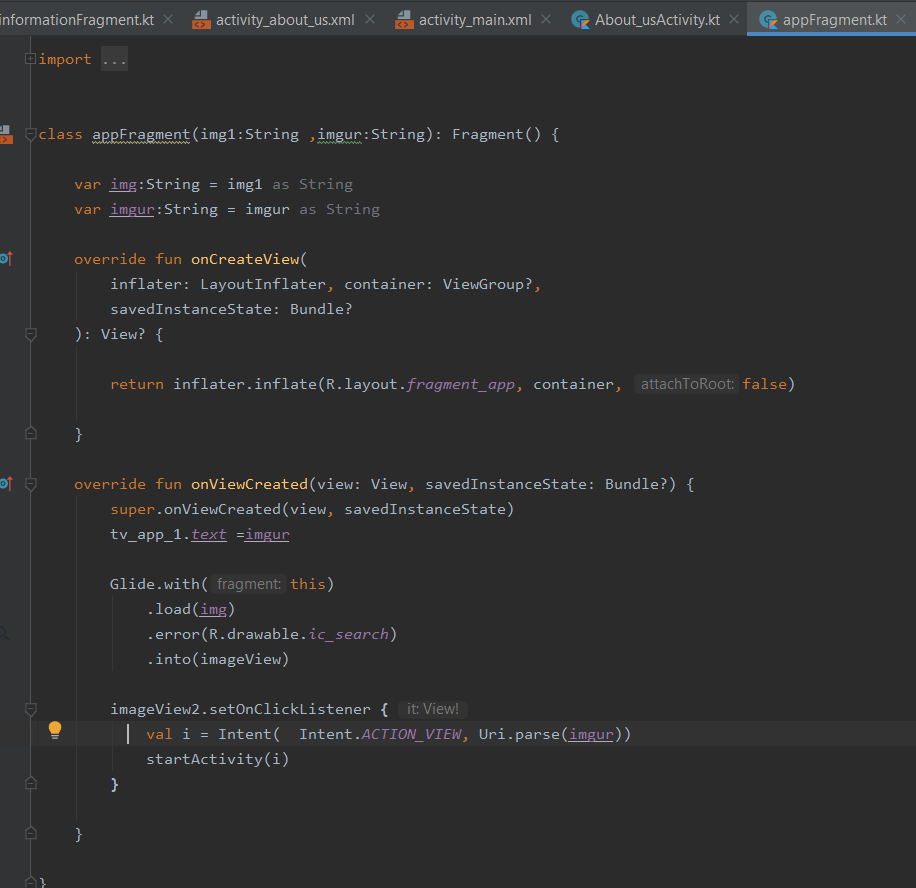 informationFragment.kt activity_about_us.xml activity_main.xml About_usActivity.kt appFragment.kt
import ...
class appFragment(img1:String ,imgur:String): Fragment() {
var img:String = img1 as String
var imgur:String = imgur as String
override fun onCreateView(
inflater: LayoutInflater, container: ViewGroup?,
savedInstanceState: Bundle?
): View? {
return inflater.inflate(R.layout.fragment_app, container, attachToRoot: false)
}
override fun onViewCreated(view: View, savedInstanceState: Bundle?) {
super.onViewCreated(view, savedInstanceState)
tv_app_1.text =imgur
Glide.with( fragment: this)
.load(img)
.error(R.drawable.ic_search)
.into(imageView)
imageView2.setOnClickListener { it: View!
val i = Intent(  Intent.ACTION_VIEW, Uri.parse(imgur))
startActivity(i)
}
}
}